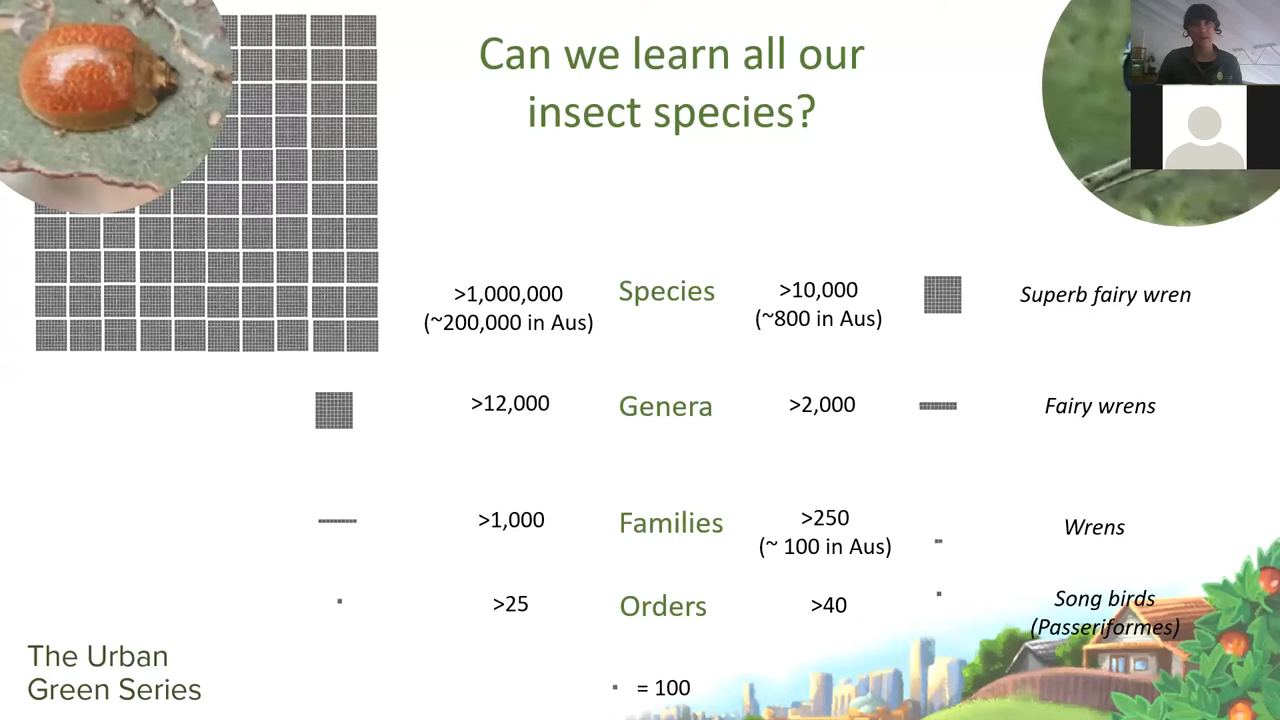 Can we learn all our
insect species?
>1,000,000
(~200,000 in Aus)
Species
>10,000
(~800 in Aus)
Superb fairy wren
>12,000
Genera
>2,000
Fairy wrens
>1,000
Families
>250
(~ 100 in Aus)
Wrens
>25
Orders
>40
Song birds
(Passeriformes)
The Urban
Green Series
= 100